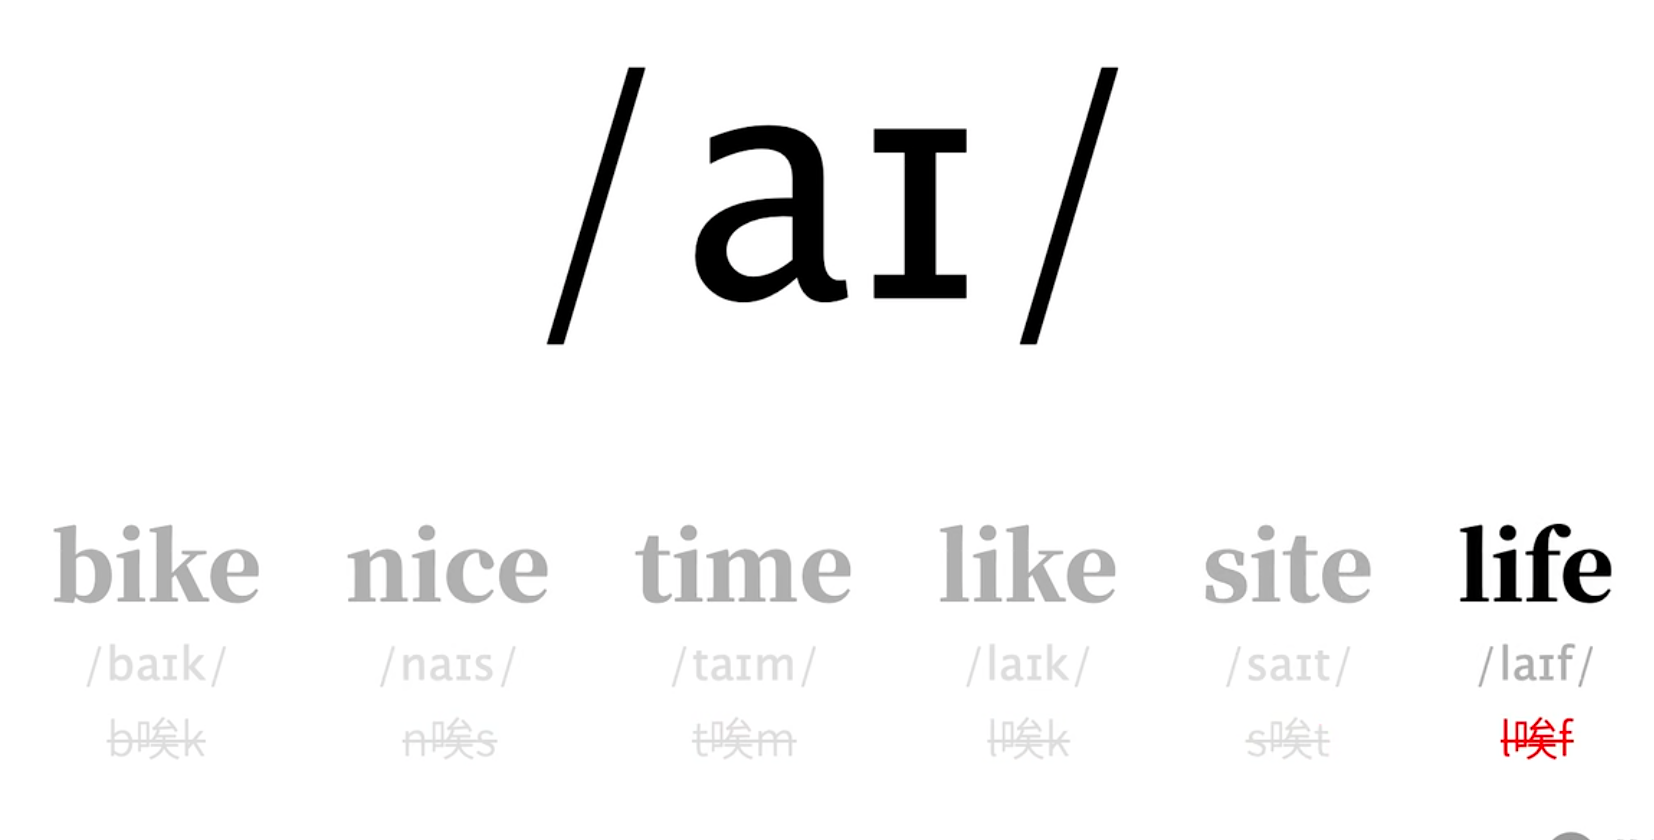 /aɪ/
bike nice time like site life
/baɪk/ /naɪs/ /taɪm/ /laɪk/ /saɪt/ /laɪf/
b唉k n唉s t唉m l唉k s唉t l唉f